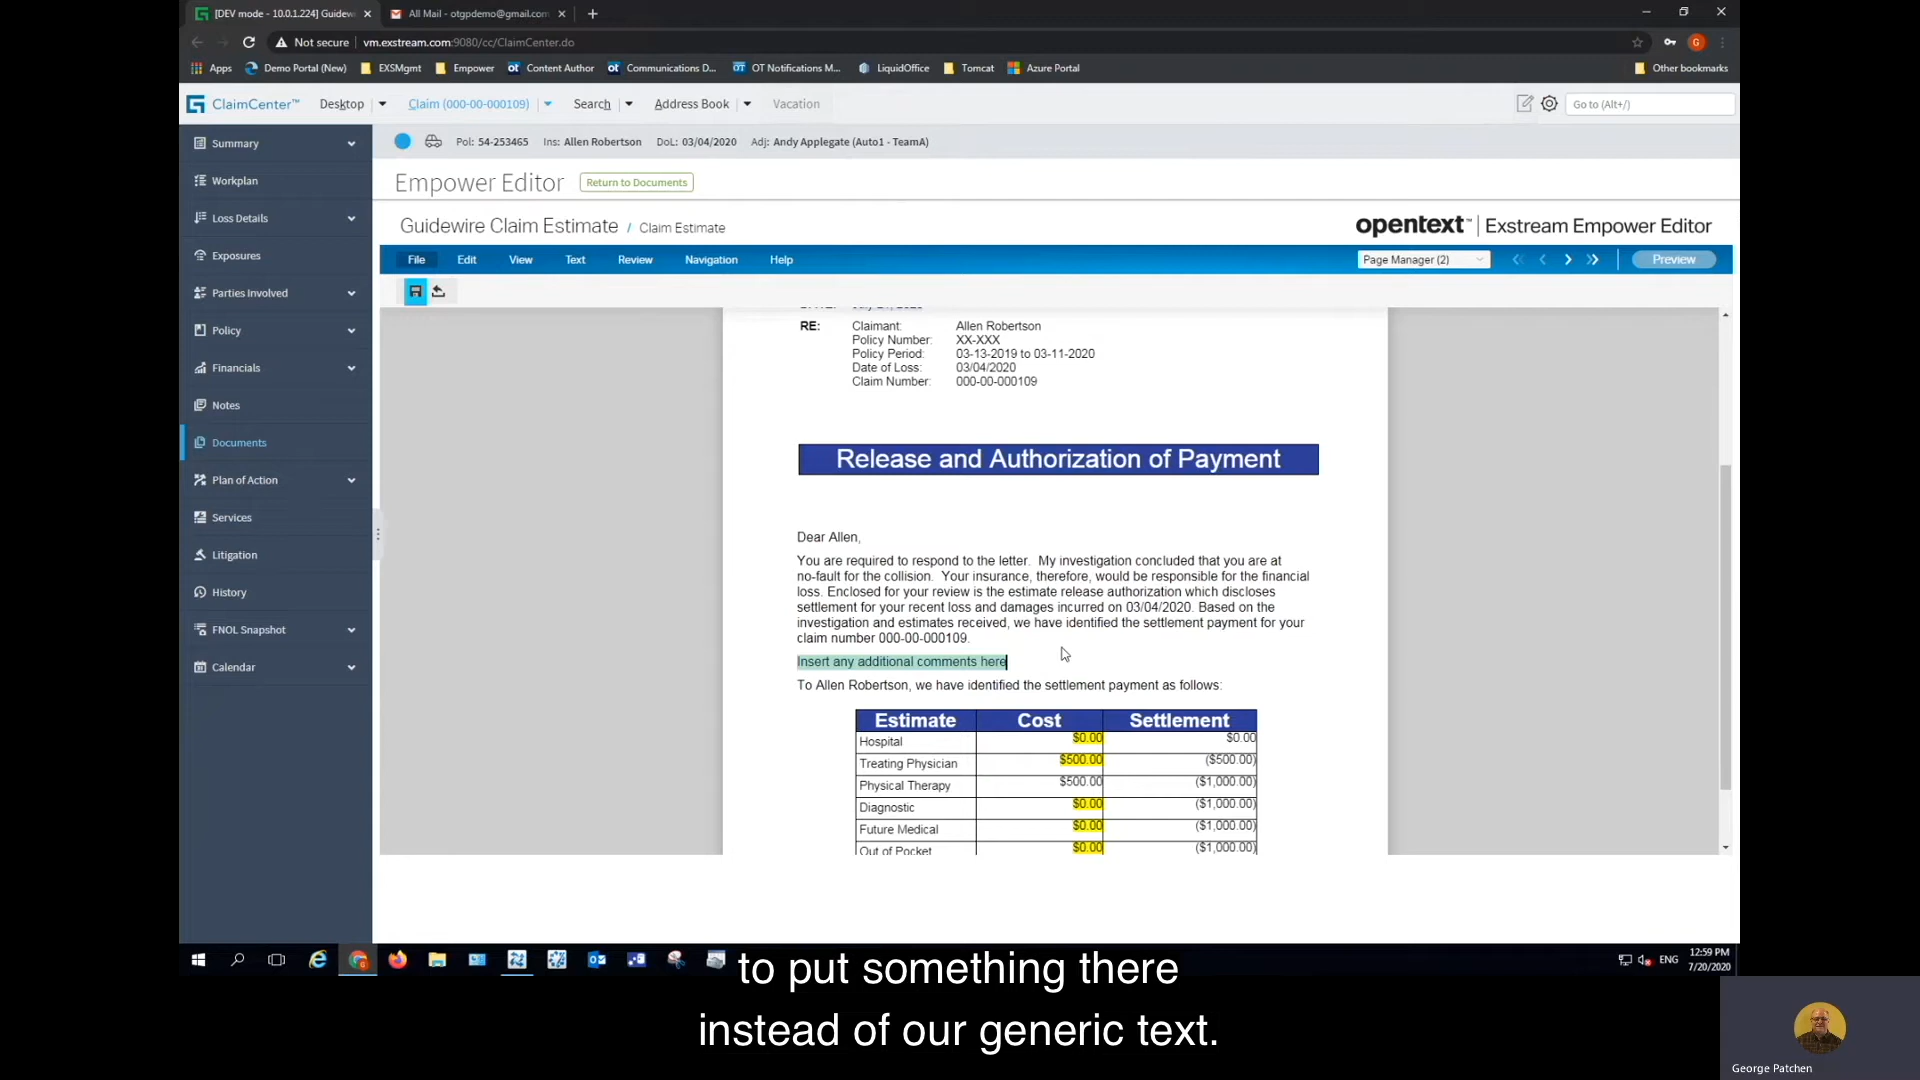 [DEV mode - 10.0.1.224] Guidew
All Mail - otgpdemo@gmail.com
Not secure
vm.exstream.com:9080/cc/ClaimCenter.do
Apps
Demo Portal (New)
EXSMgmt
Empower
Content Author
Communications D...
OT Notifications M...
LiquidOffice
Tomcat
Azure Portal
Other bookmarks
ClaimCenter™
Desktop
Claim (000-00-000109)
Search
Address Book
Vacation
Go to (Alt+/)
Pol: 54-253465 Ins: Allen Robertson DoL: 03/04/2020 Adj: Andy Applegate (Auto1 - TeamA)
Summary
Workplan
Loss Details
Exposures
Parties Involved
Policy
Financials
Notes
Documents
Plan of Action
Services
Litigation
History
FNOL Snapshot
Calendar
Empower Editor
Return to Documents
Guidewire Claim Estimate / Claim Estimate
opentext™ | Exstream Empower Editor
File Edit View Text Review Navigation Help
Page Manager (2)
Preview
RE: Claimant: Allen Robertson
Policy Number: XX-XXX
Policy Period: 03-13-2019 to 03-11-2020
Date of Loss: 03/04/2020
Claim Number: 000-00-000109
Release and Authorization of Payment
Dear Allen,
You are required to respond to the letter. My investigation concluded that you are at
no-fault for the collision. Your insurance, therefore, would be responsible for the financial
loss. Enclosed for your review is the estimate release authorization which discloses
settlement for your recent loss and damages incurred on 03/04/2020. Based on the
investigation and estimates received, we have identified the settlement payment for your
claim number 000-00-000109.
Insert any additional comments here
To Allen Robertson, we have identified the settlement payment as follows:
Estimate Cost Settlement
Hospital $0.00 $0.00
Treating Physician $500.00 ($500.00)
Physical Therapy $500.00 ($1,000.00)
Diagnostic $0.00 ($1,000.00)
Future Medical $0.00 ($1,000.00)
Out of Pocket $0.00 ($1,000.00)
ENG
12:59 PM
7/20/2020
to put something there
instead of our generic text.
George Patchen